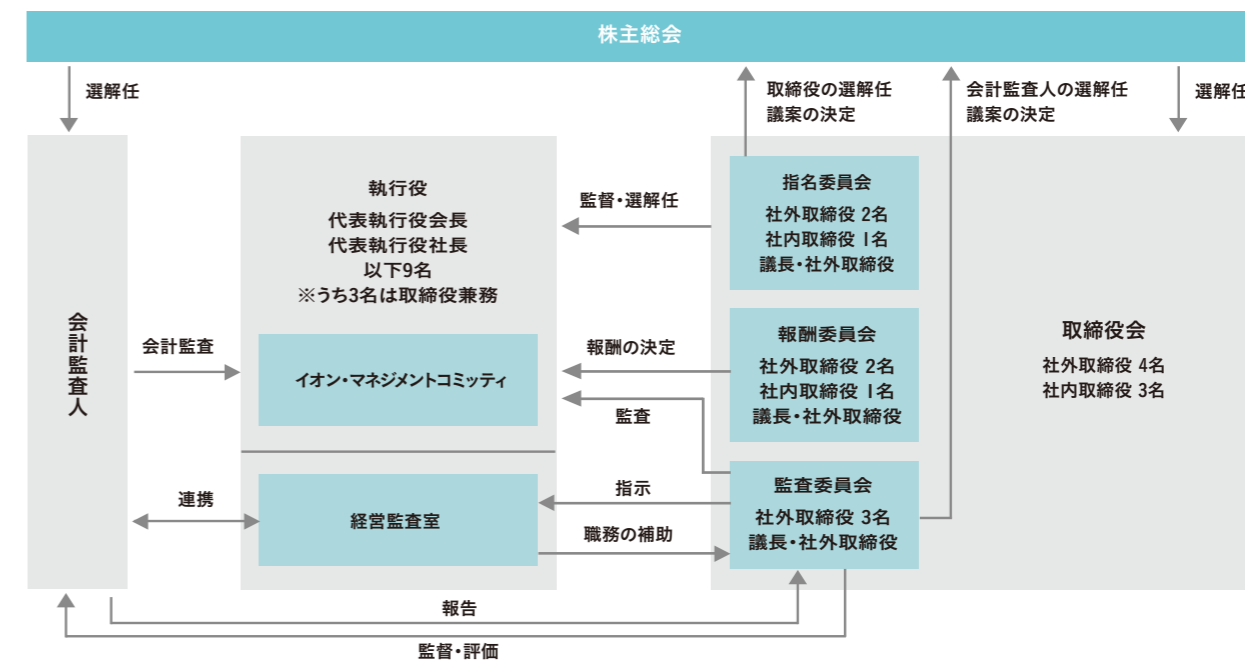 株主総会
選解任
取締役の選解任
議案の決定
会計監査人の選解任
議案の決定
選解任
会計監査人
執行役
代表執行役会長
代表執行役社長
以下9名
※うち3名は取締役兼務
イオン・マネジメントコミッティ
経営監査室
会計監査
連携
監督・選解任
報酬の決定
監査
指示
職務の補助
指名委員会
社外取締役 2名
社内取締役 1名
議長・社外取締役
報酬委員会
社外取締役 2名
社内取締役 1名
議長・社外取締役
監査委員会
社外取締役 3名
議長・社外取締役
取締役会
社外取締役 4名
社内取締役 3名
報告
監督・評価